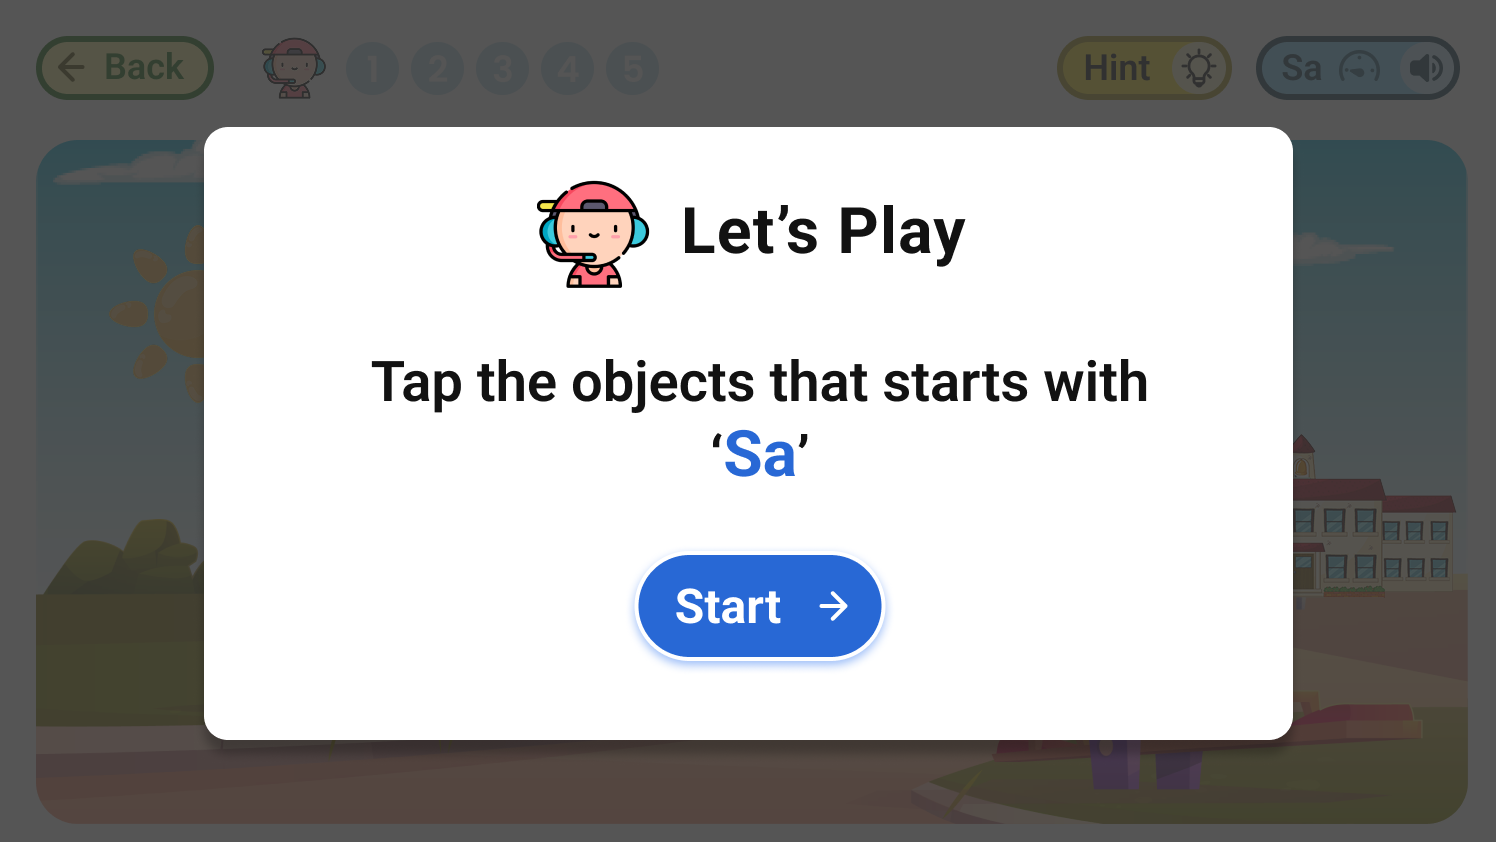 Back
1 2 3 4 5
Hint
Sa
Let’s Play
Tap the objects that starts with
‘Sa’
Start